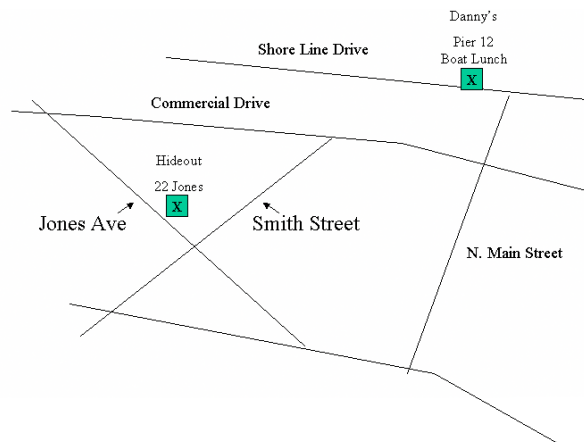 Danny's
Pier 12
Boat Lunch
X
Shore Line Drive
Commercial Drive
Hideout
22 Jones
X
Jones Ave
Smith Street
N. Main Street